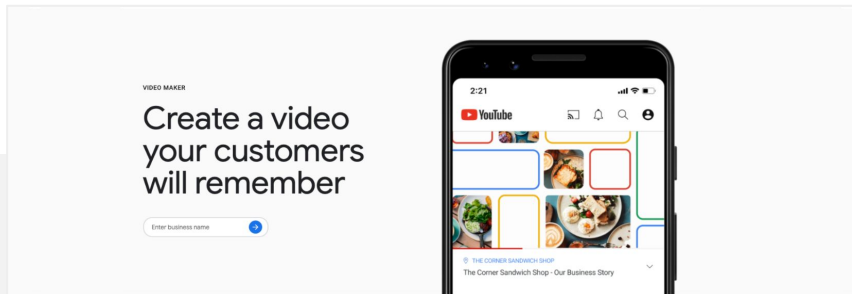 VIDEO MAKER
Create a video
your customers
will remember
Enter business name
2:21
YouTube
THE CORNER SANDWICH SHOP
The Corner Sandwich Shop - Our Business Story